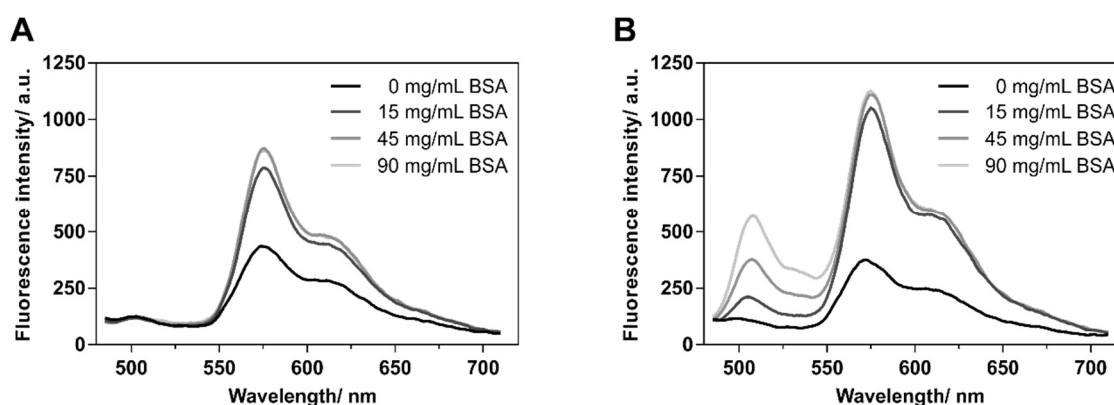 A
Fluorescence intensity/ a.u.
1250
1000
750
500
250
0
0 mg/mL BSA
15 mg/mL BSA
45 mg/mL BSA
90 mg/mL BSA
500 550 600 650 700
Wavelength/ nm
B
Fluorescence intensity/ a.u.
1250
1000
750
500
250
0
0 mg/mL BSA
15 mg/mL BSA
45 mg/mL BSA
90 mg/mL BSA
500 550 600 650 700
Wavelength/ nm